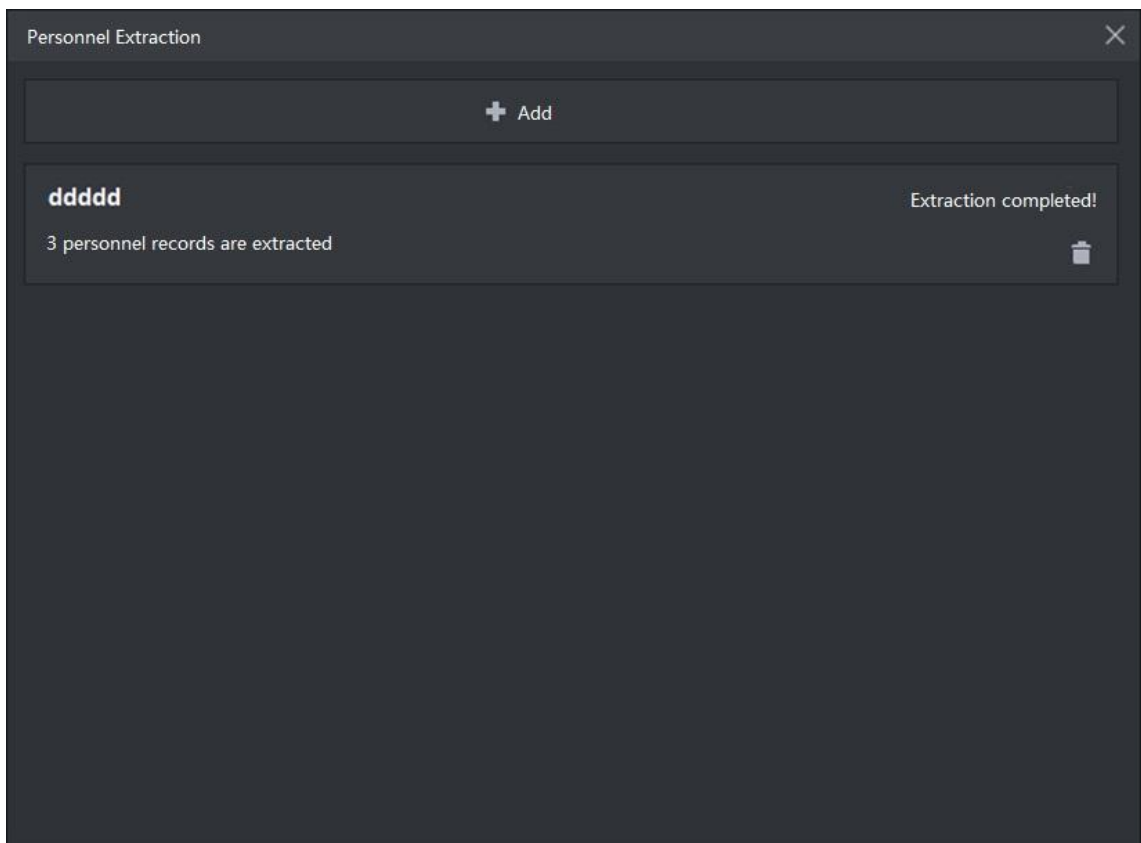 Personnel Extraction
Add
ddddd
Extraction completed!
3 personnel records are extracted